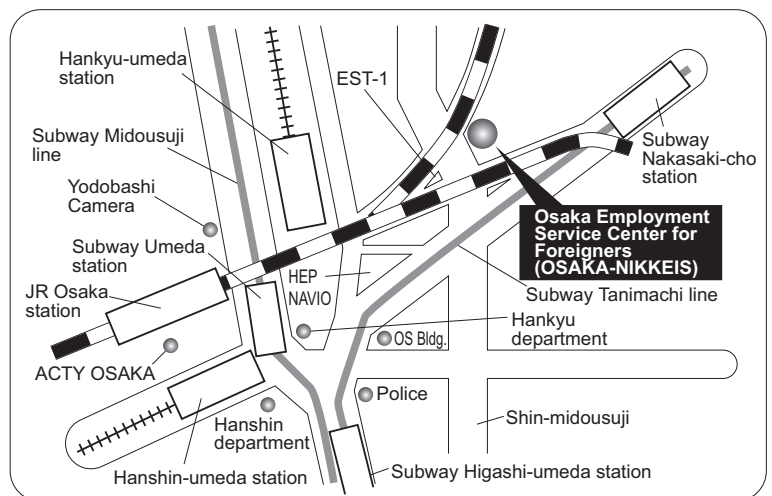 Hankyu-umeda
station
EST-1
Subway Midousuji
line
Subway
Nakasaki-cho
station
Yodobashi
Camera
Osaka Employment
Service Center for
Foreigners
(OSAKA-NIKKEIS)
Subway Umeda
station
HEP
NAVIO
Subway Tanimachi line
JR Osaka
station
Hankyu
department
OS Bldg.
ACTY OSAKA
Police
Hanshin
department
Shin-midousuji
Hanshin-umeda station
Subway Higashi-umeda station